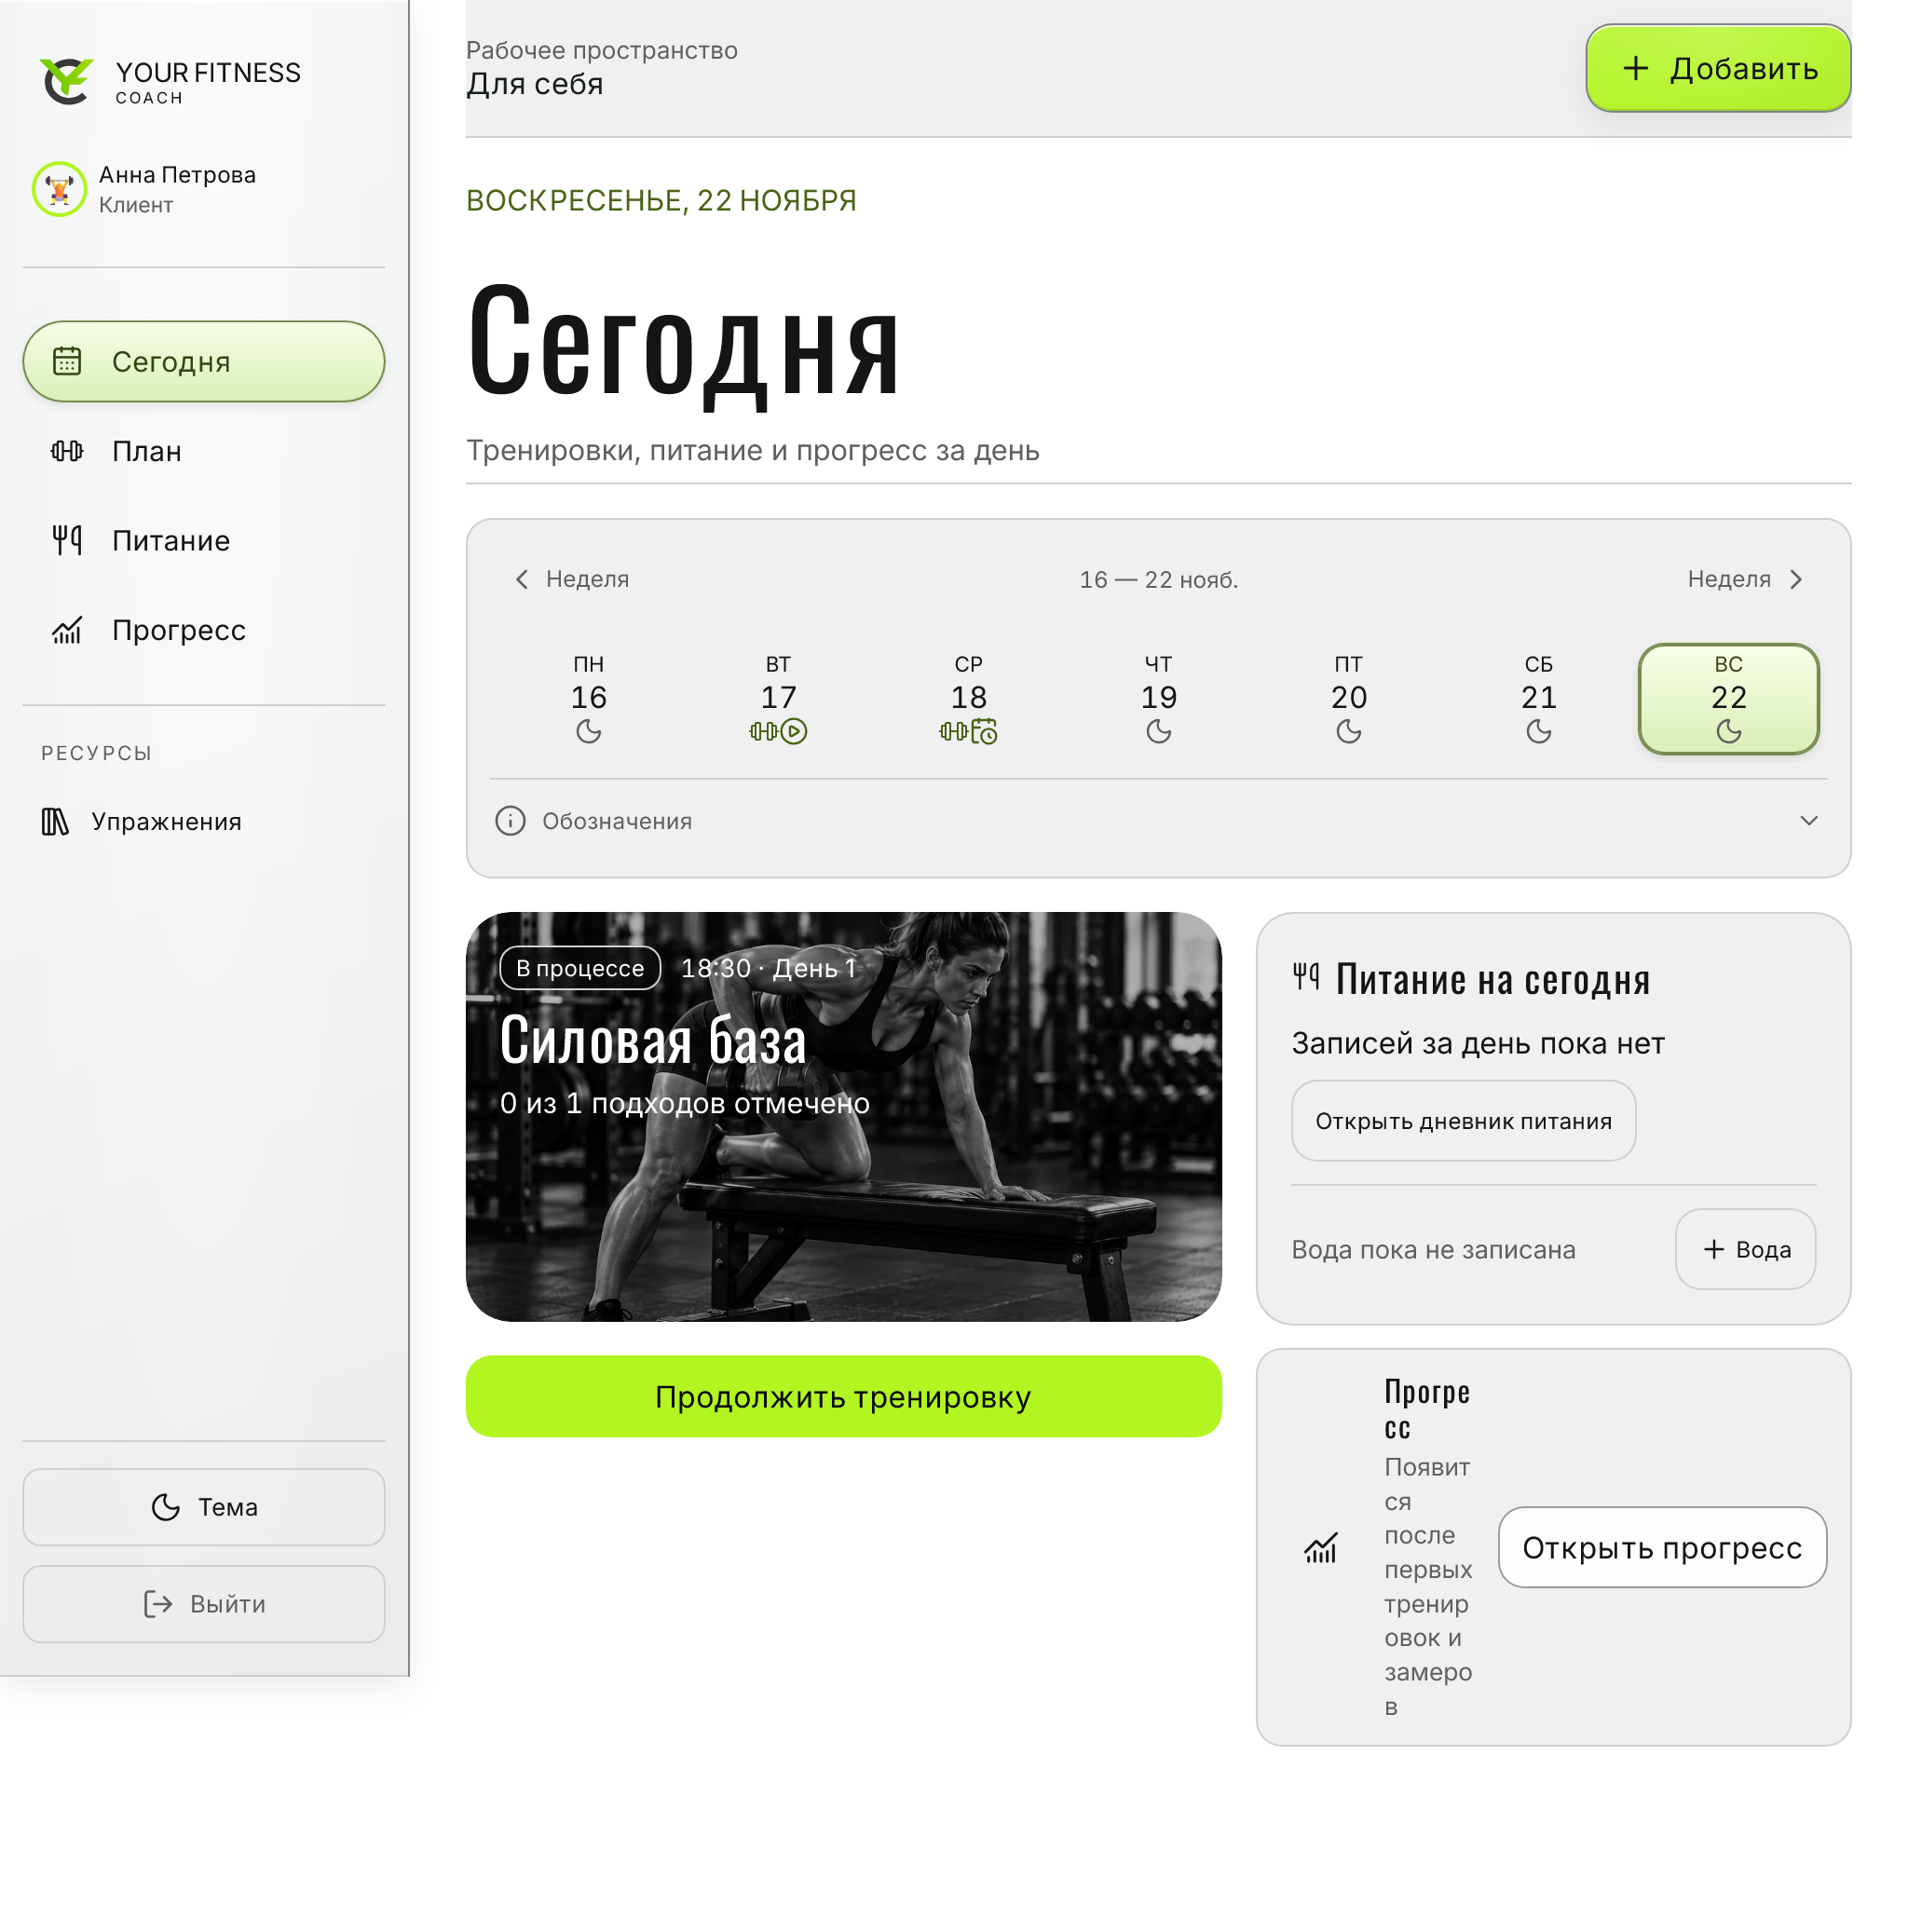 YOUR FITNESS
COACH
Анна Петрова
Клиент
Сегодня
План
Питание
Прогресс
РЕСУРСЫ
Упражнения
Тема
Выйти
Рабочее пространство
Для себя
Добавить
ВОСКРЕСЕНЬЕ, 22 НОЯБРЯ
Сегодня
Тренировки, питание и прогресс за день
Неделя
16 — 22 нояб.
Неделя
ПН ВТ СР ЧТ ПТ СБ ВС
16 17 18 19 20 21 22
Обозначения
В процессе 18:30 · День 1
Силовая база
0 из 1 подходов отмечено
Продолжить тренировку
Питание на сегодня
Записей за день пока нет
Открыть дневник питания
Вода пока не записана
Вода
Прогре
сс
Появит
ся
после
первых
тренир
овок и
замеро
в
Открыть прогресс